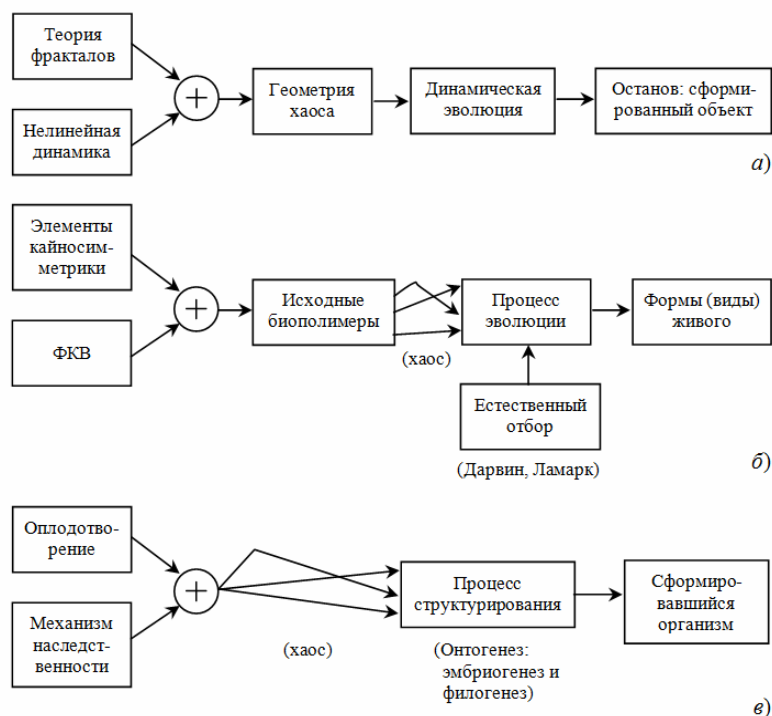 Теория
фракталов
Нелинейная
динамика
+
Геометрия
хаоса
Динамическая
эволюция
Останов: сформи-
рованный объект
а)
Элементы
кайносим-
метрики
ФКВ
+
Исходные
биополимеры
(хаос)
Процесс
эволюции
Формы (виды)
живого
Естественный
отбор
(Дарвин, Ламарк)
б)
Оплодотво-
рение
Механизм
наследст-
венности
+
(хаос)
Процесс
структурирования
(Онтогенез:
эмбриогенез и
филогенез)
Сформиро-
вавшийся
организм
в)